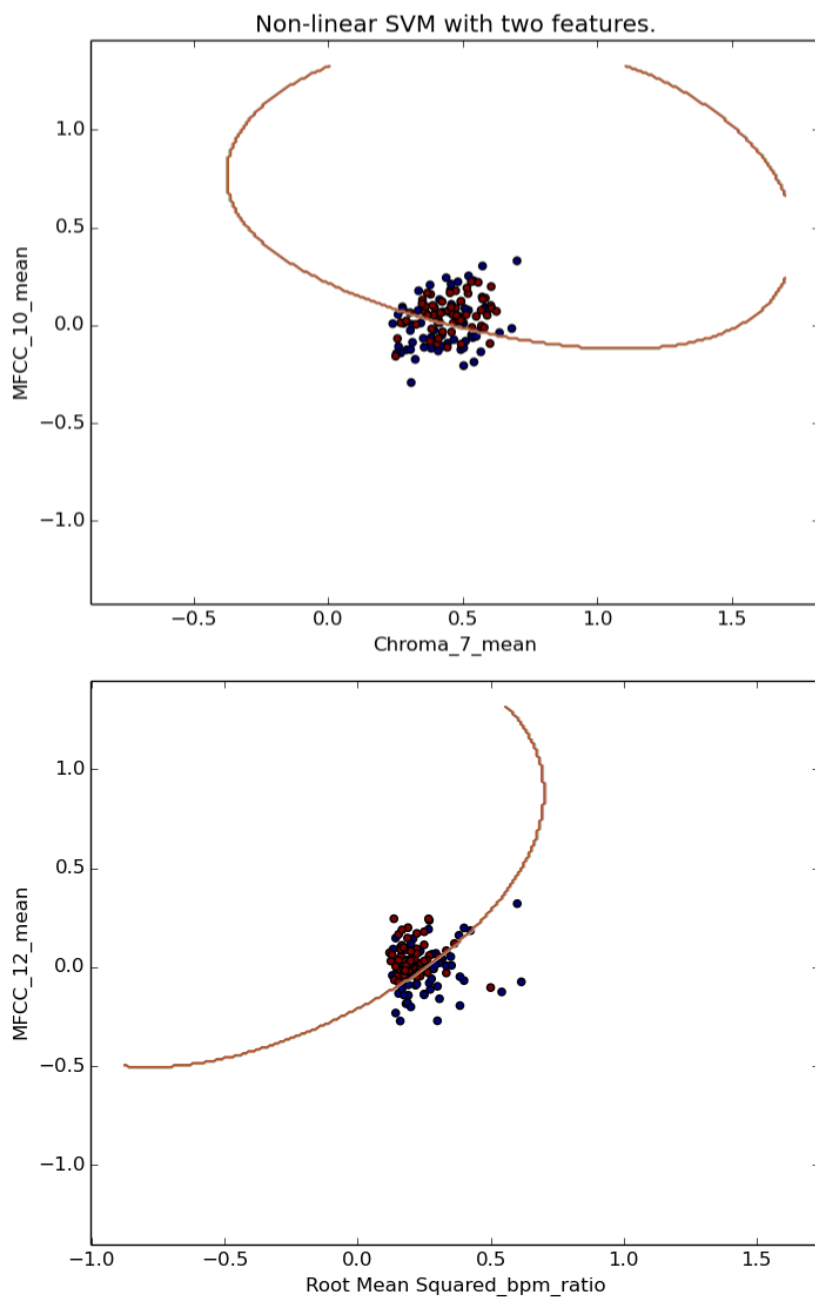 Non-linear SVM with two features.
1.0
0.5
0.0
−0.5
−1.0
MFCC_10_mean
−0.5 0.0 0.5 1.0 1.5
Chroma_7_mean
1.0
0.5
0.0
−0.5
−1.0
MFCC_12_mean
−1.0 −0.5 0.0 0.5 1.0 1.5
Root Mean Squared_bpm_ratio